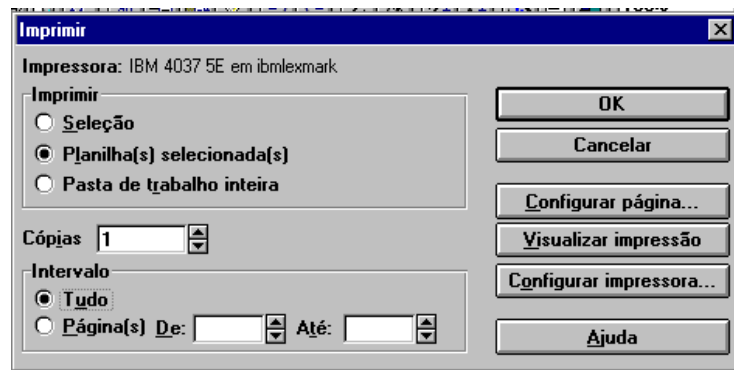 Imprimir
Impressora: IBM 4037 5E em ibmlexmark
Imprimir
Seleção
Planilha(s) selecionada(s)
Pasta de trabalho inteira
Cópias 1
Intervalo
Tudo
Página(s) De: Até:
OK
Cancelar
Configurar página...
Visualizar impressão
Configurar impressora...
Ajuda